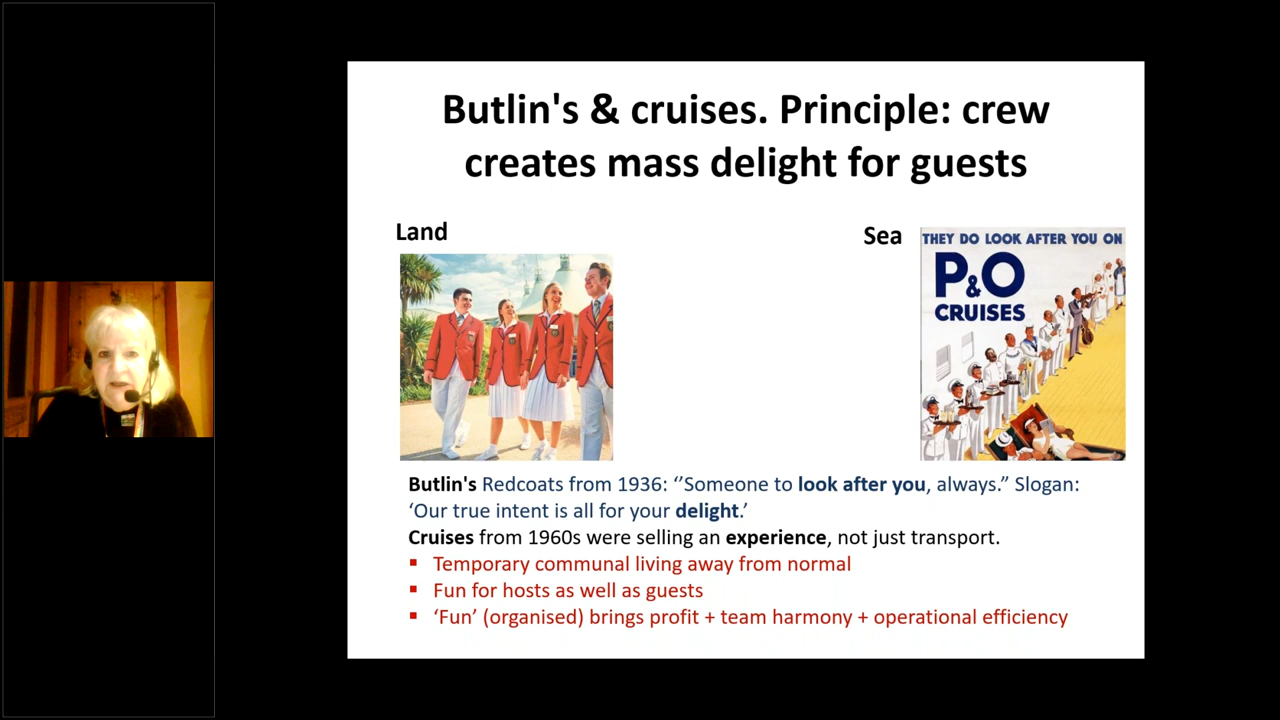 Butlin's & cruises. Principle: crew
creates mass delight for guests
Land
Sea
THEY DO LOOK AFTER YOU ON
P&O
CRUISES
Butlin's Redcoats from 1936: ‘’Someone to look after you, always.” Slogan:
‘Our true intent is all for your delight.’
Cruises from 1960s were selling an experience, not just transport.
▪ Temporary communal living away from normal
▪ Fun for hosts as well as guests
▪ ‘Fun’ (organised) brings profit + team harmony + operational efficiency